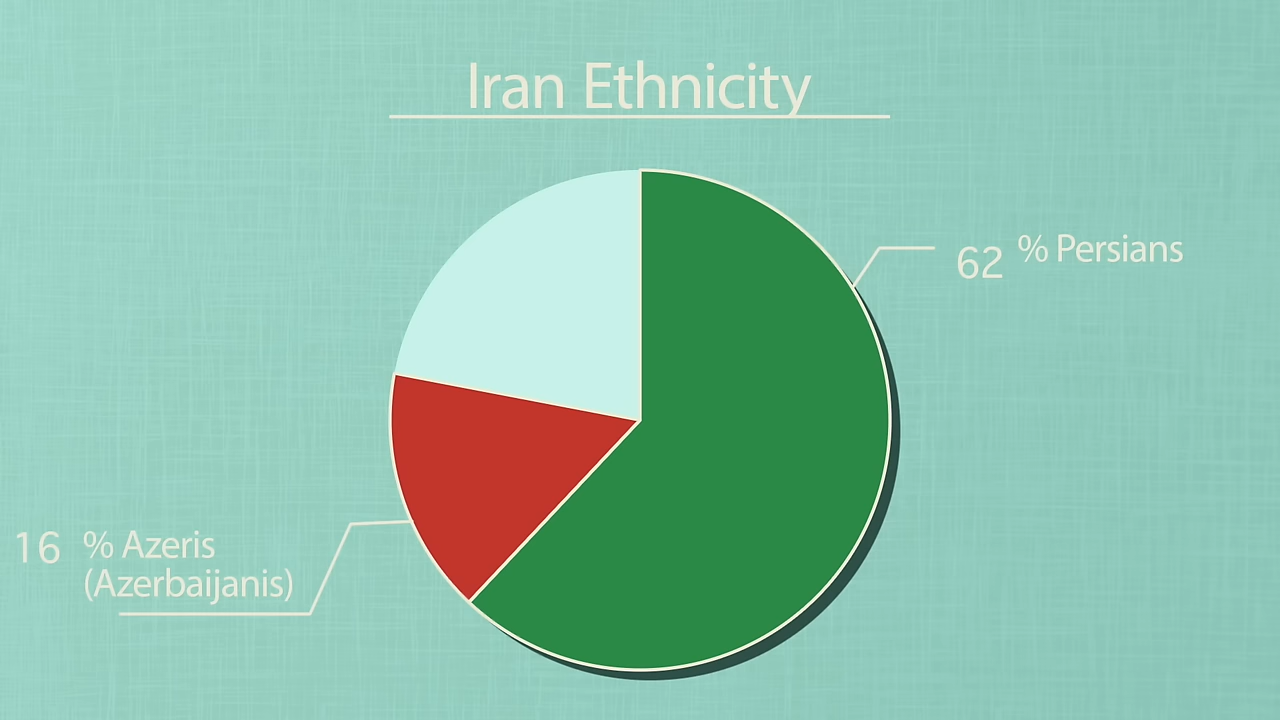 Iran Ethnicity
62 % Persians
16 % Azeris
(Azerbaijanis)